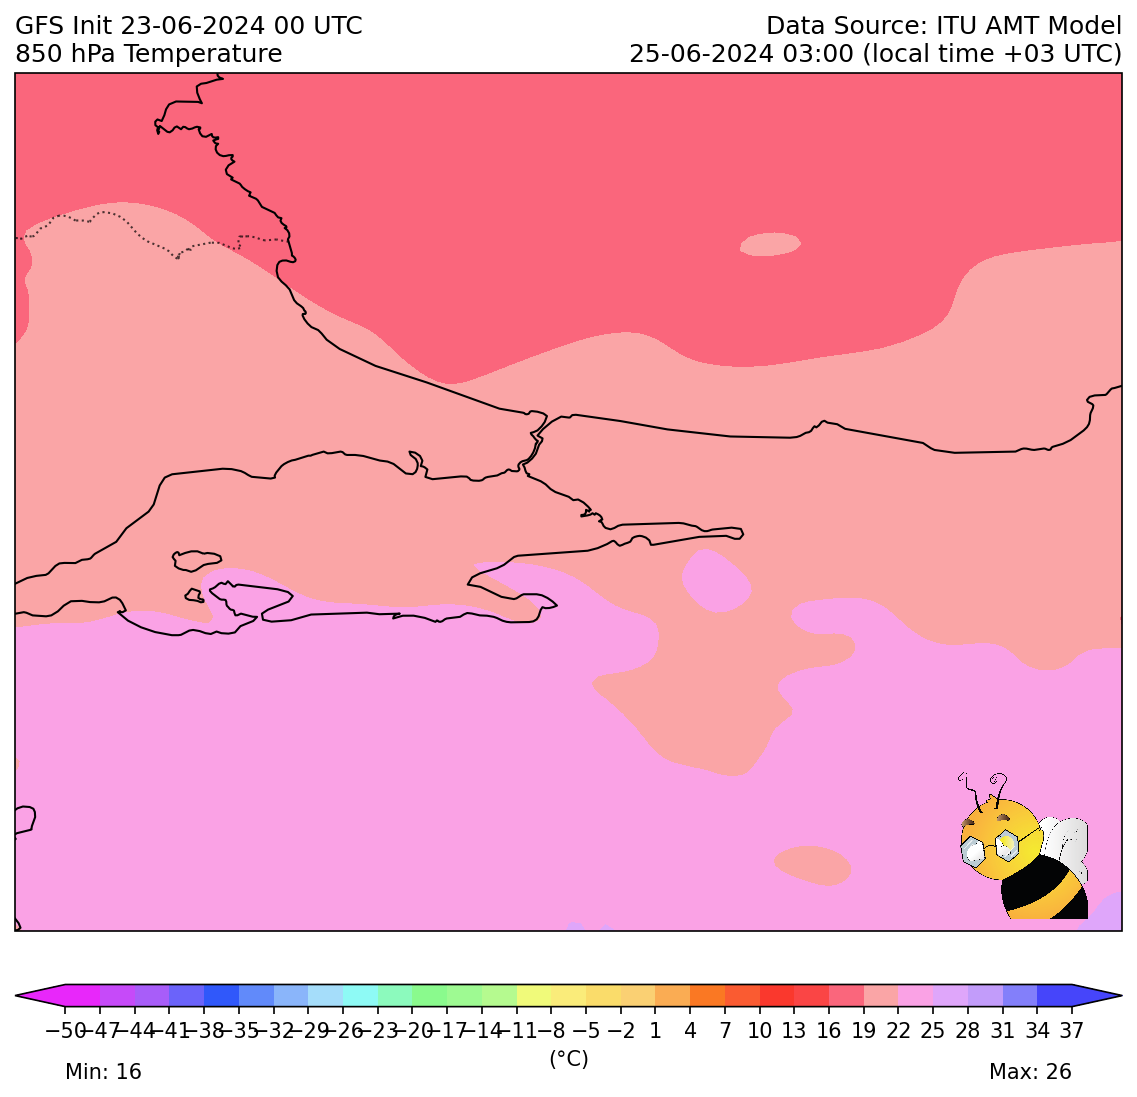 GFS Init 23-06-2024 00 UTC
Data Source: ITU AMT Model
850 hPa Temperature
25-06-2024 03:00 (local time +03 UTC)
−50 −47 −44 −41 −38 −35 −32 −29 −26 −23 −20 −17 −14 −11 −8 −5 −2 1 4 7 10 13 16 19 22 25 28 31 34 37
(°C)
Min: 16
Max: 26